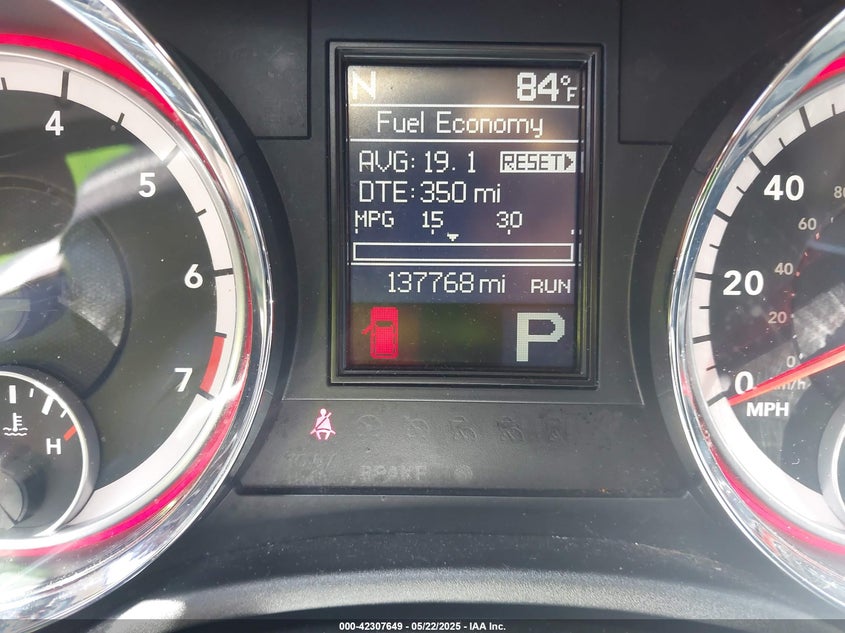 N 84°F
Fuel Economy
AVG: 19.1 RESET
DTE: 350 mi
MPG 15 30
137768 mi RUN
P
4
5
6
7
H
40
20
0
MPH
80
60
40
20
0
km/h
BRAKE
000-42307649 - 05/22/2025 - IAA Inc.